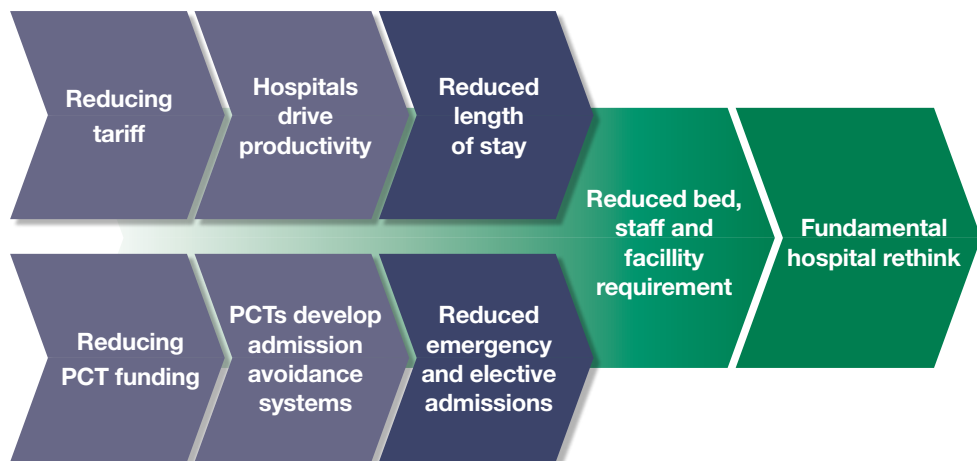 Reducing
tariff
Hospitals
drive
productivity
Reduced
length
of stay
Reducing
PCT funding
PCTs develop
admission
avoidance
systems
Reduced
emergency
and elective
admissions
Reduced bed,
staff and
facillity
requirement
Fundamental
hospital rethink